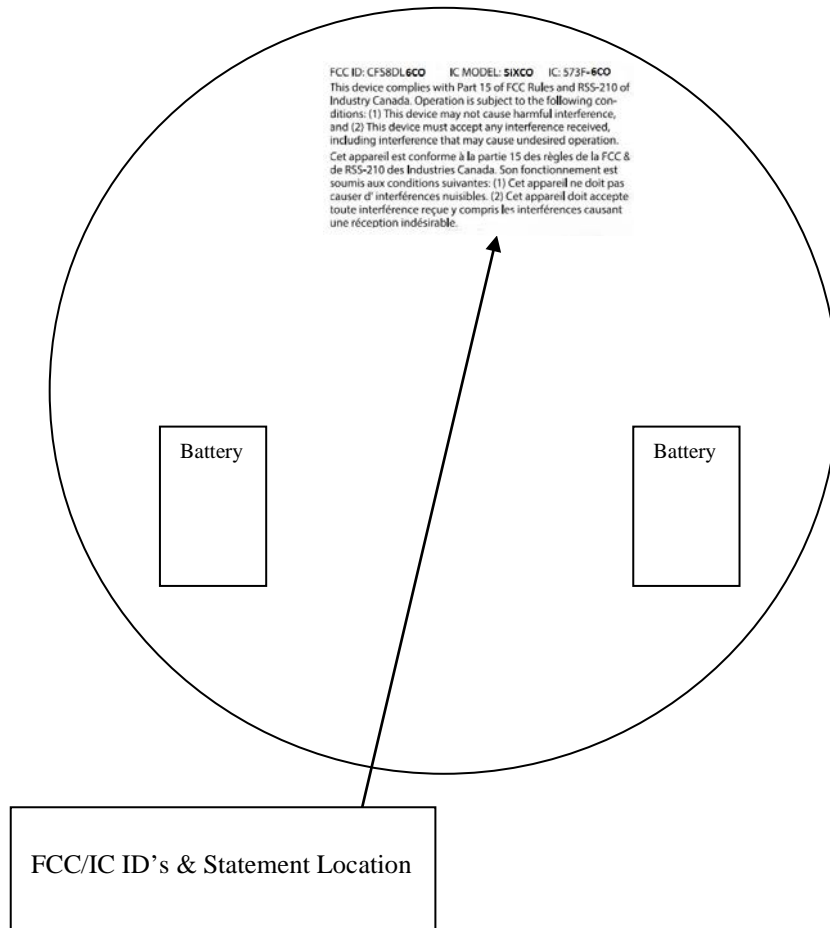 FCC ID: CFS8DL6CO IC MODEL: SIXCO IC: 573F-6CO
This device complies with Part 15 of FCC Rules and RSS-210 of
Industry Canada. Operation is subject to the following con-
ditions: (1) This device may not cause harmful interference,
and (2) This device must accept any interference received,
including interference that may cause undesired operation.
Cet appareil est conforme à la partie 15 des règles de la FCC &
de RSS-210 des Industries Canada. Son fonctionnement est
soumis aux conditions suivantes: (1) Cet appareil ne doit pas
causer d' interférences nuisibles. (2) Cet appareil doit accepte
toute interférence reçue y compris les interférences causant
une réception indésirable.
Battery
Battery
FCC/IC ID’s & Statement Location